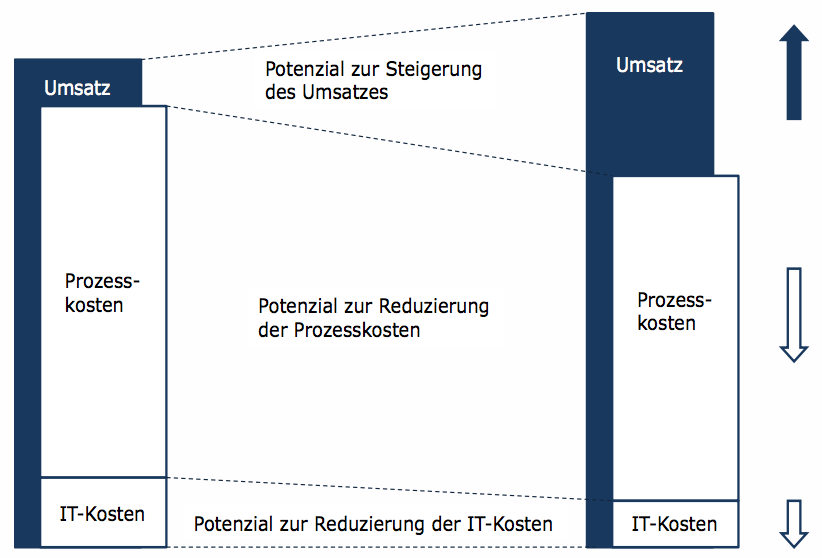 Umsatz
Potenzial zur Steigerung
des Umsatzes
Umsatz
Prozess-
kosten
Potenzial zur Reduzierung
der Prozesskosten
Prozess-
kosten
IT-Kosten
Potenzial zur Reduzierung der IT-Kosten
IT-Kosten